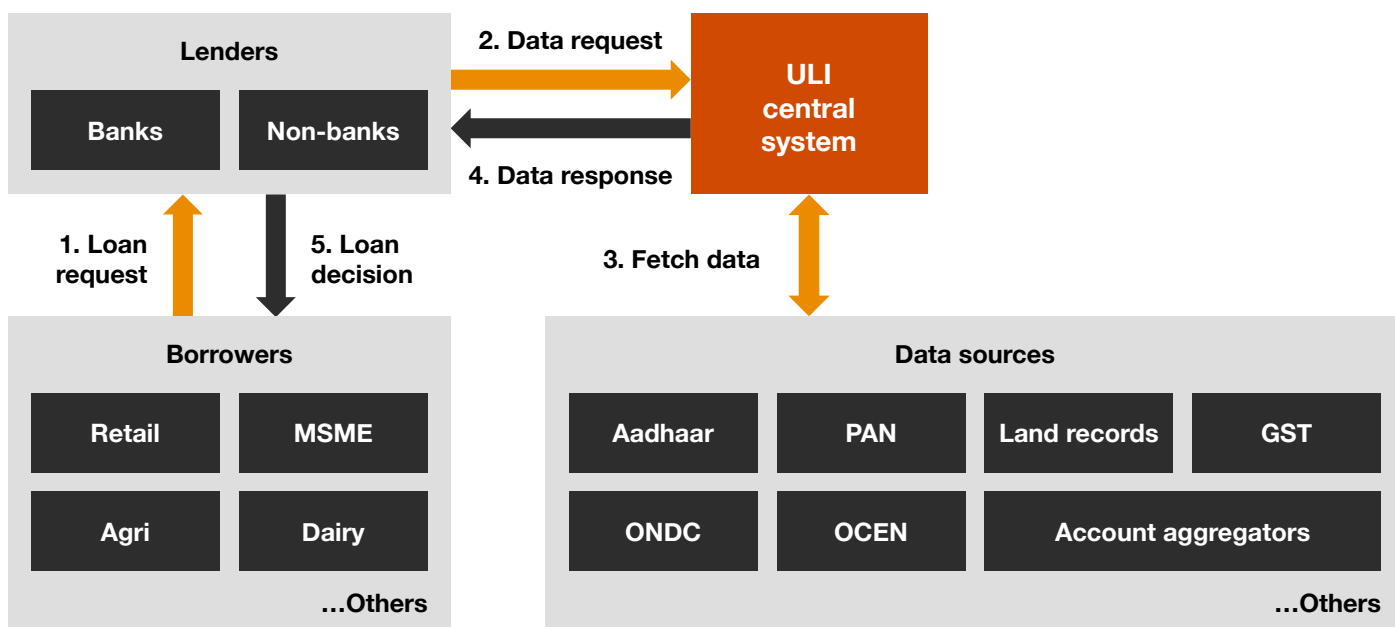 Lenders
Banks
Non-banks
2. Data request
4. Data response
ULI
central
system
1. Loan
request
5. Loan
decision
3. Fetch data
Borrowers
Retail
MSME
Agri
Dairy
...Others
Data sources
Aadhaar
PAN
Land records
GST
ONDC
OCEN
Account aggregators
...Others